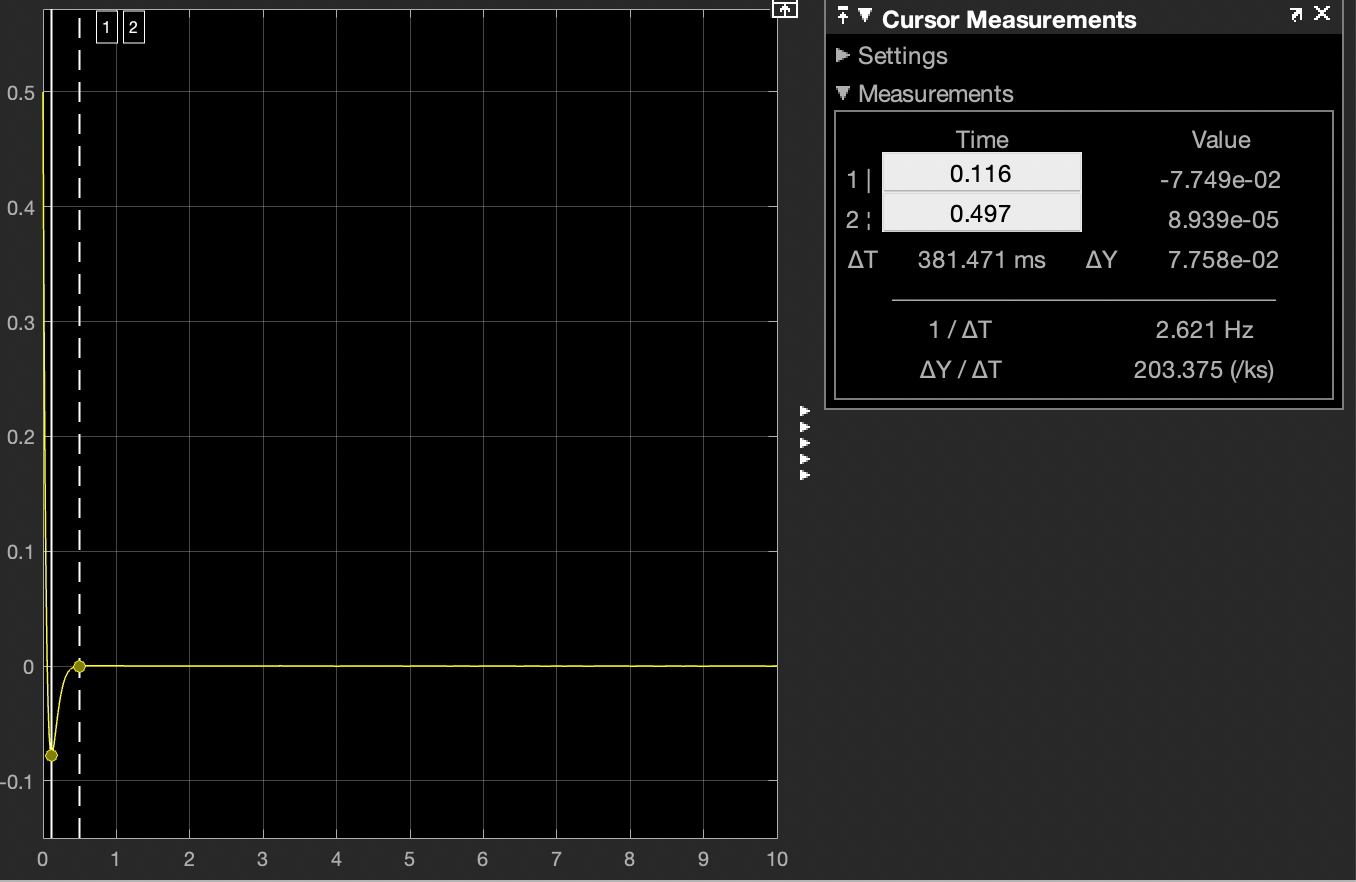 1 2
0.5
0.4
0.3
0.2
0.1
0
-0.1
0 1 2 3 4 5 6 7 8 9 10
Cursor Measurements
Settings
Measurements
Time Value
1 | 0.116 -7.749e-02
2 ¦ 0.497 8.939e-05
ΔT 381.471 ms ΔY 7.758e-02
1 / ΔT 2.621 Hz
ΔY / ΔT 203.375 (/ks)